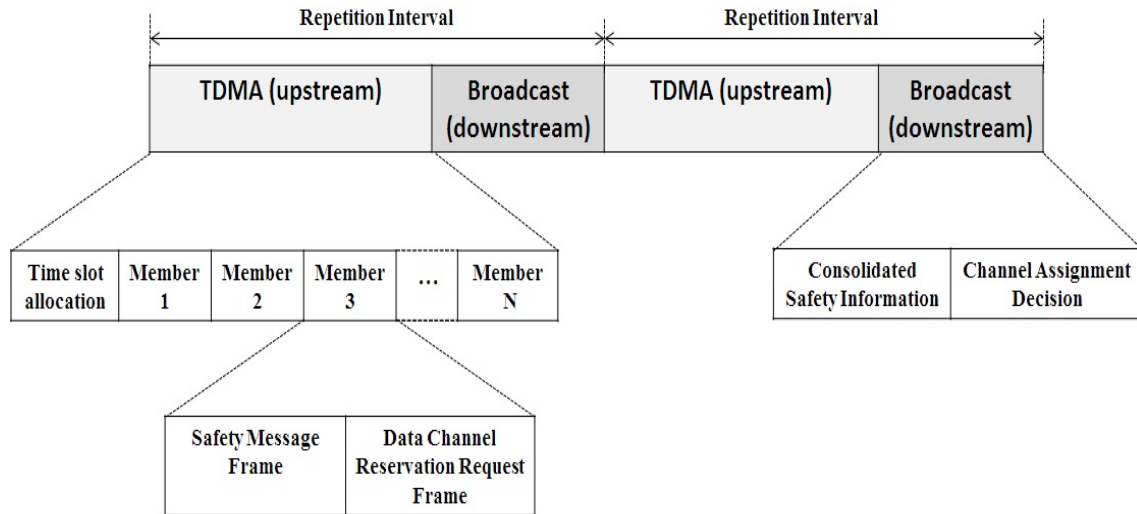 Repetition Interval
Repetition Interval
TDMA (upstream)
Broadcast
(downstream)
TDMA (upstream)
Broadcast
(downstream)
Time slot
allocation
Member
1
Member
2
Member
3
...
Member
N
Consolidated
Safety Information
Channel Assignment
Decision
Safety Message
Frame
Data Channel
Reservation Request
Frame